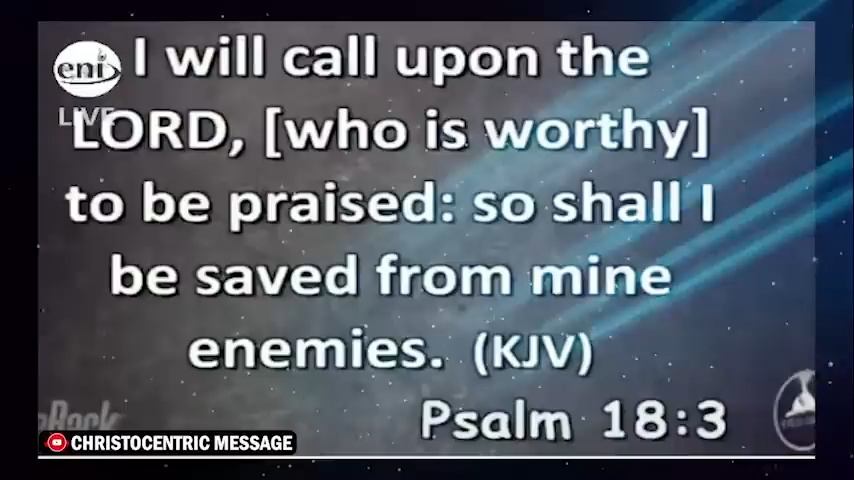 eni
LIVE
I will call upon the
LORD, [who is worthy]
to be praised: so shall I
be saved from mine
enemies. (KJV)
Psalm 18:3
CHRISTOCENTRIC MESSAGE